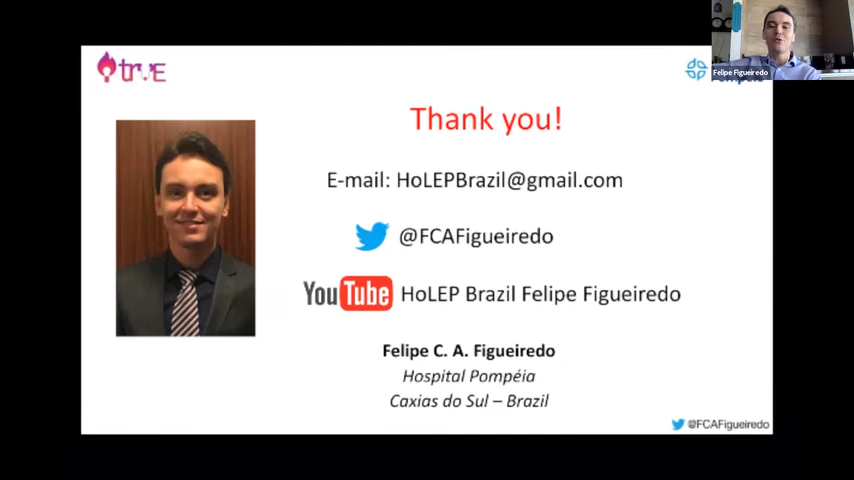 trUE
Felipe Figueiredo
Thank you!
E-mail: HoLEPBrazil@gmail.com
@FCAFigueiredo
YouTube HoLEP Brazil Felipe Figueiredo
Felipe C. A. Figueiredo
Hospital Pompéia
Caxias do Sul – Brazil
@FCAFigueiredo